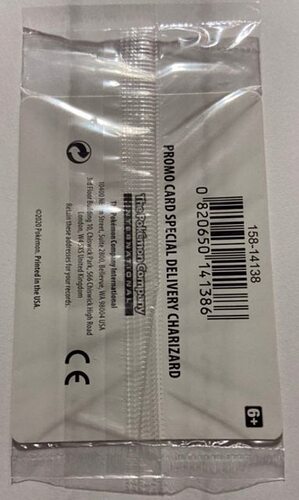 158-14138
0 820650 141386
PROMO CARD SPECIAL DELIVERY CHARIZARD
6+
The Pokémon Company
INTERNATIONAL
The Pokémon Company International
10400 NE 4th Street, Suite 2800, Bellevue, WA 98004 USA
3rd Floor Building 10, Chiswick Park, 566 Chiswick High Road
London, W4 5XS United Kingdom
Retain these addresses for your records.
CE
©2020 Pokémon. Printed in the USA.